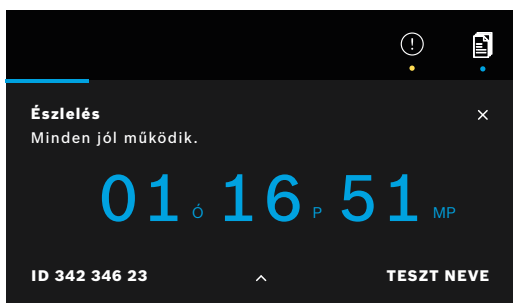 Észlelés
Minden jól működik.
01 Ó 16 P 51 MP
ID 342 346 23 TESZT NEVE